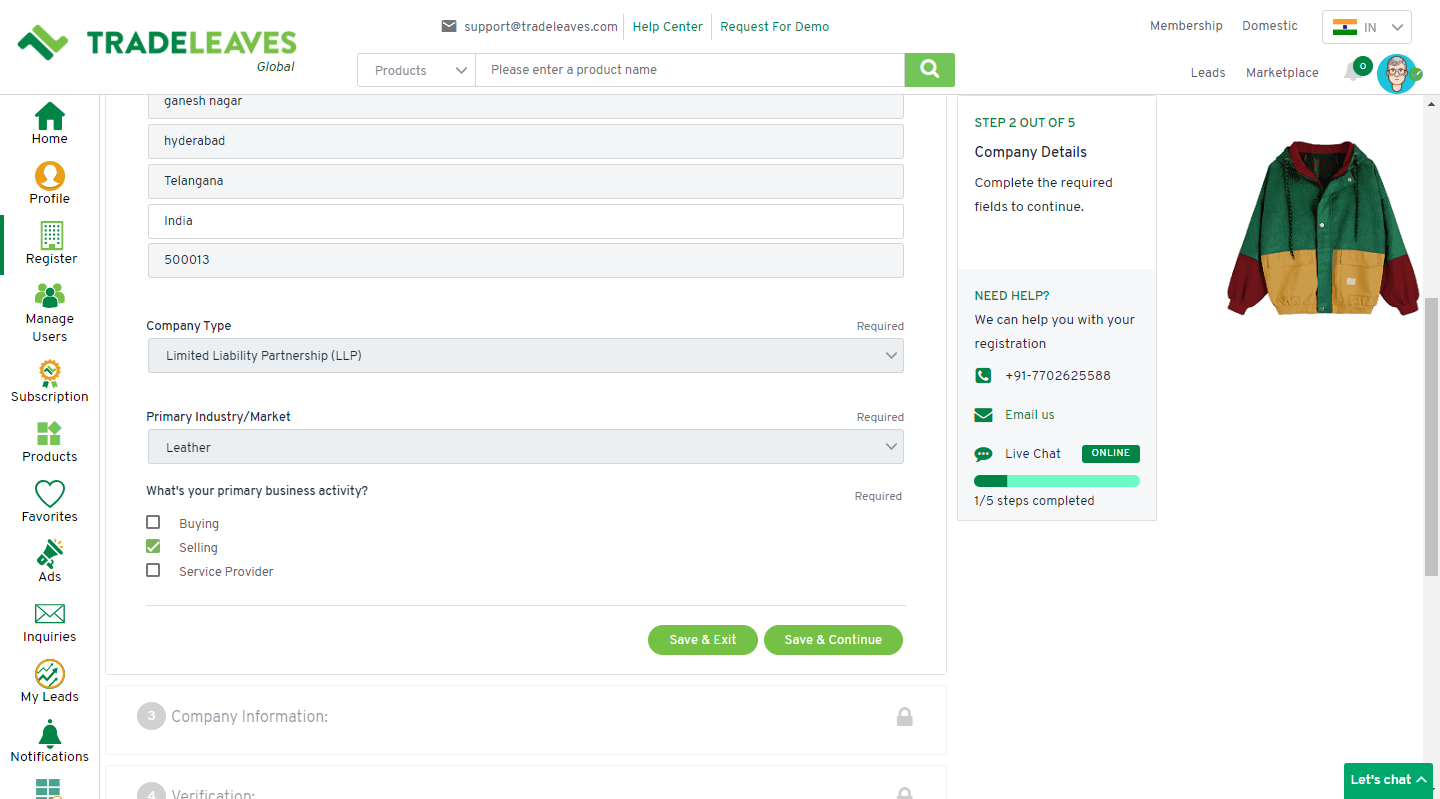 support@tradeleaves.com
Help Center
Request For Demo
Membership
Domestic
IN
TRADELEAVES
Global
Products
Please enter a product name
Leads
Marketplace
0
Home
Profile
Register
Manage
Users
Subscription
Products
Favorites
Ads
Inquiries
My Leads
Notifications
ganesh nagar
hyderabad
Telangana
India
500013
Company Type
Required
Limited Liability Partnership (LLP)
Primary Industry/Market
Required
Leather
What's your primary business activity?
Required
Buying
Selling
Service Provider
Save & Exit
Save & Continue
3
Company Information:
4
Verification:
STEP 2 OUT OF 5
Company Details
Complete the required
fields to continue.
NEED HELP?
We can help you with your
registration
+91-7702625588
Email us
Live Chat
ONLINE
1/5 steps completed
Let's chat